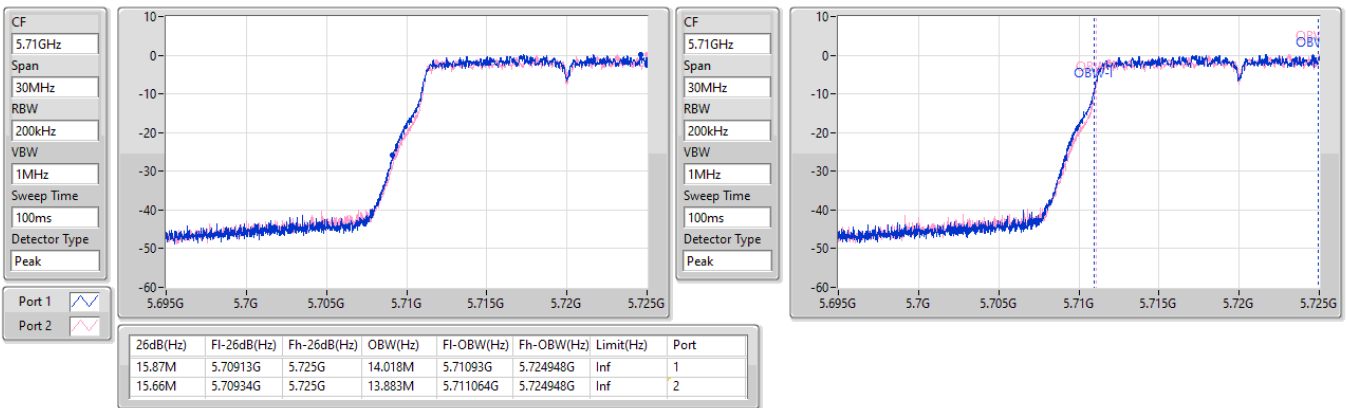 CF
5.71GHz
Span
30MHz
RBW
200kHz
VBW
1MHz
Sweep Time
100ms
Detector Type
Peak
Port 1
Port 2
10
0
-10
-20
-30
-40
-50
-60
5.695G 5.7G 5.705G 5.71G 5.715G 5.72G 5.725G
CF
5.71GHz
Span
30MHz
RBW
200kHz
VBW
1MHz
Sweep Time
100ms
Detector Type
Peak
10
0
-10
-20
-30
-40
-50
-60
5.695G 5.7G 5.705G 5.71G 5.715G 5.72G 5.725G
OBW-l
26dB(Hz) Fl-26dB(Hz) Fh-26dB(Hz) OBW(Hz) Fl-OBW(Hz) Fh-OBW(Hz) Limit(Hz) Port
15.87M 5.70913G 5.725G 14.018M 5.71093G 5.724948G Inf 1
15.66M 5.70934G 5.725G 13.883M 5.711064G 5.724948G Inf 2